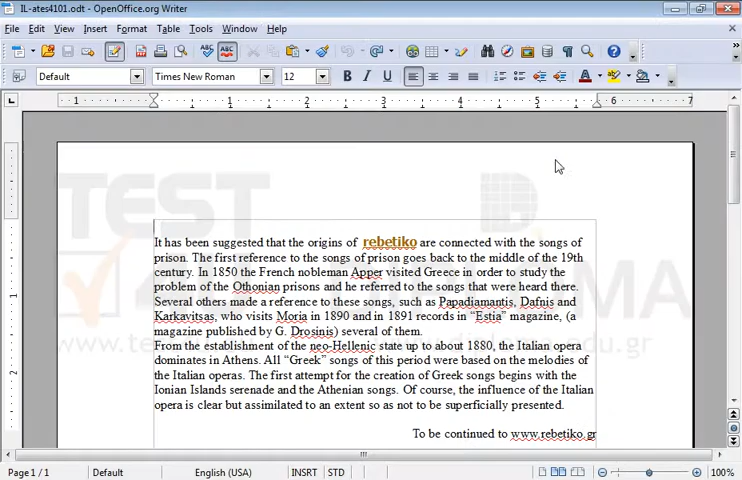 IL-ates4101.odt - OpenOffice.org Writer
File Edit View Insert Format Table Tools Window Help
Default Times New Roman 12 B I U A
1 1 2 3 4 5 6 7
TEST
It has been suggested that the origins of rebetiko are connected with the songs of
prison. The first reference to the songs of prison goes back to the middle of the 19th
century. In 1850 the French nobleman Apper visited Greece in order to study the
problem of the Othonian prisons and he referred to the songs that were heard there.
Several others made a reference to these songs, such as Papadiamantis, Dafnis and
Karkavitsas, who visits Moria in 1890 and in 1891 records in “Estia” magazine, (a
magazine published by G. Drosinis) several of them.
From the establishment of the neo-Hellenic state up to about 1880, the Italian opera
dominates in Athens. All “Greek” songs of this period were based on the melodies of
the Italian operas. The first attempt for the creation of Greek songs begins with the
Ionian Islands serenade and the Athenian songs. Of course, the influence of the Italian
opera is clear but assimilated to an extent so as not to be superficially presented.
To be continued to www.rebetiko.gr
Page 1 / 1 Default English (USA) INSRT STD 100%